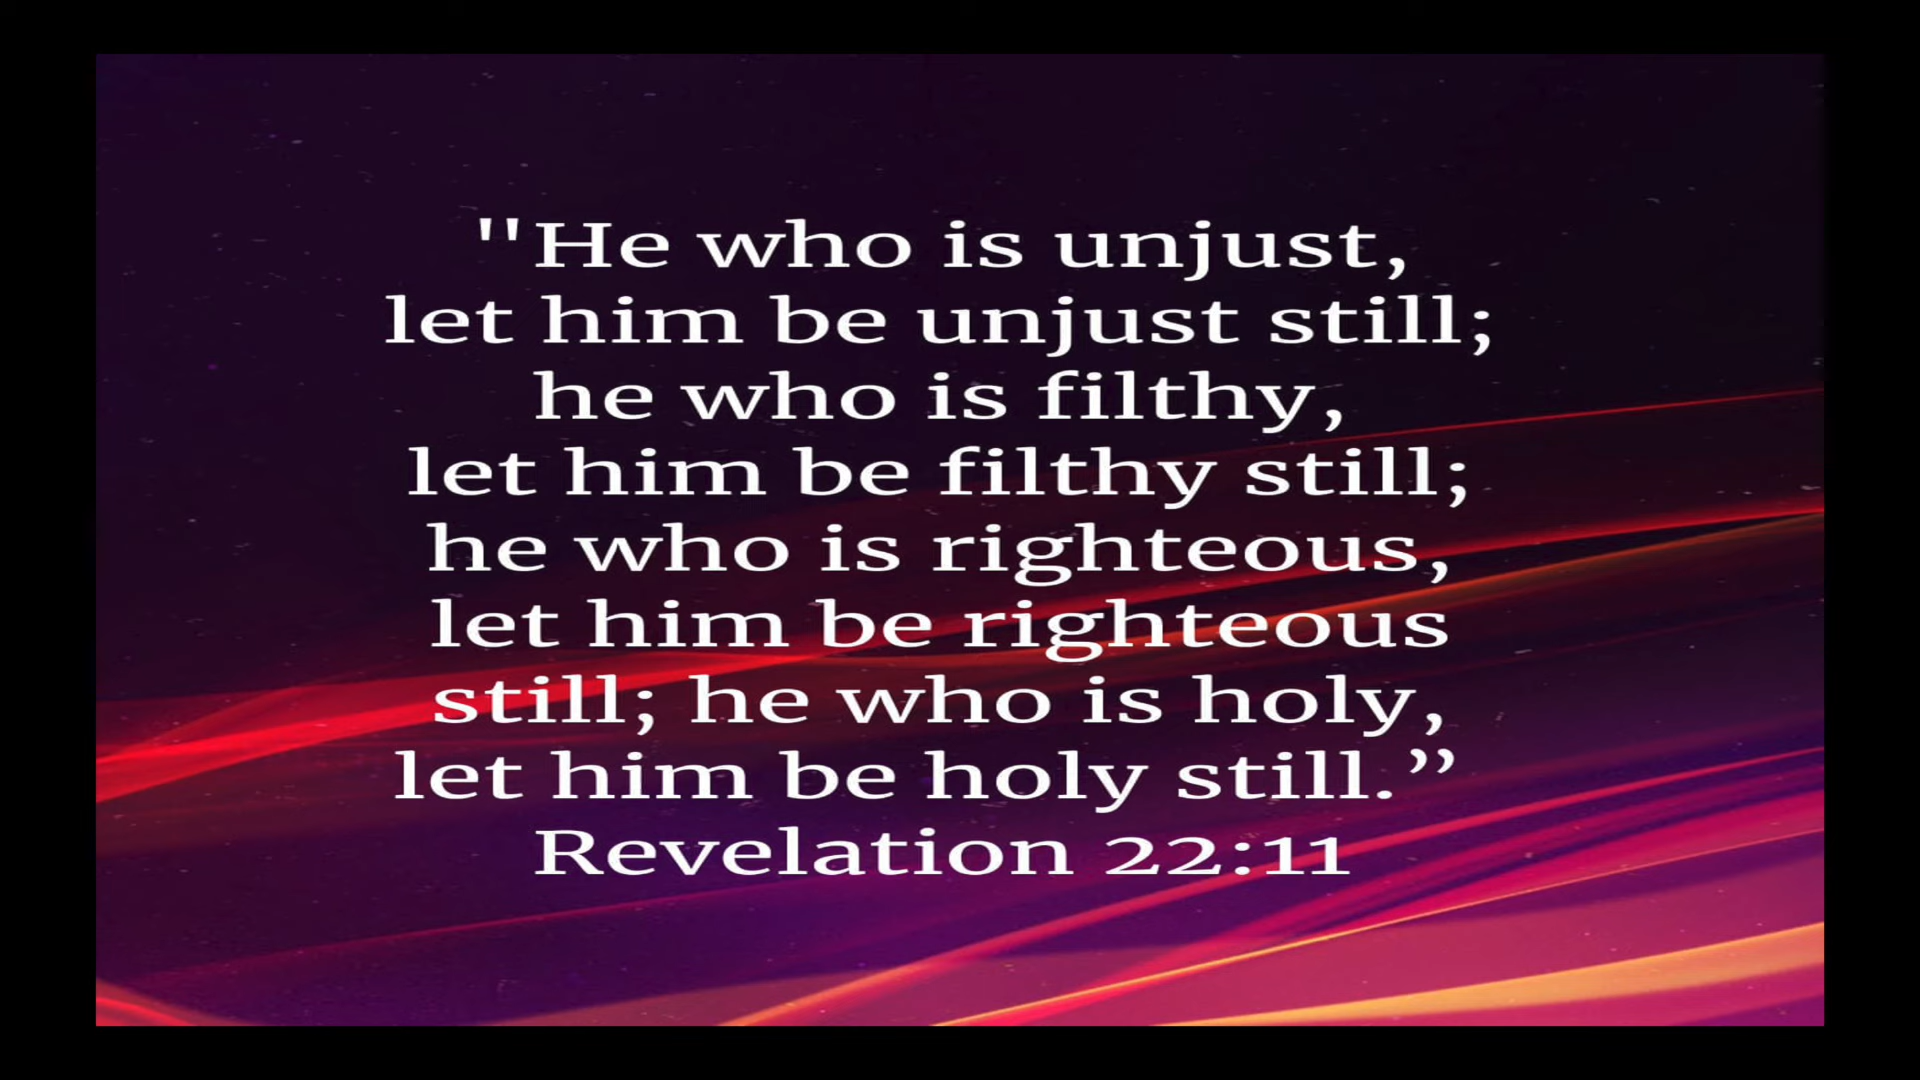 "He who is unjust,
let him be unjust still;
he who is filthy,
let him be filthy still;
he who is righteous,
let him be righteous
still; he who is holy,
let him be holy still.”
Revelation 22:11